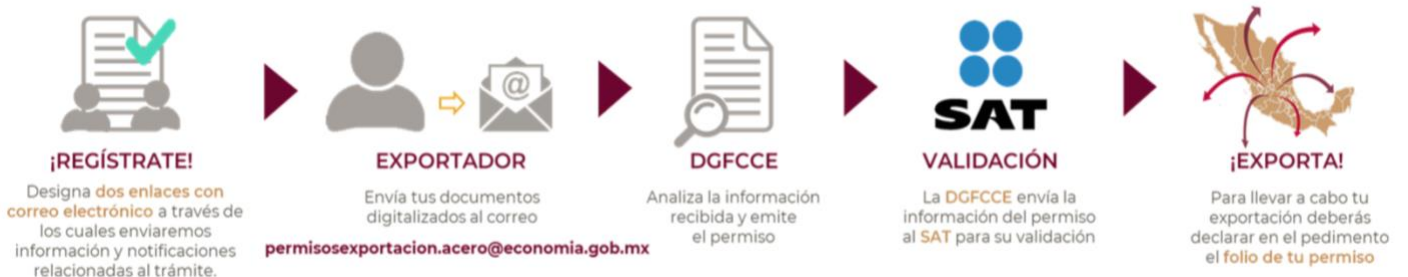 ¡REGÍSTRATE!
Designa dos enlaces con
correo electrónico a través de
los cuales enviaremos
información y notificaciones
relacionadas al trámite.
@
EXPORTADOR
Envía tus documentos
digitalizados al correo
permisosexportacion.acero@economia.gob.mx
DGFCCE
Analiza la información
recibida y emite
el permiso
SAT
VALIDACIÓN
La DGFCCE envía la
información del permiso
al SAT para su validación
¡EXPORTA!
Para llevar a cabo tu
exportación deberás
declarar en el pedimento
el folio de tu permiso